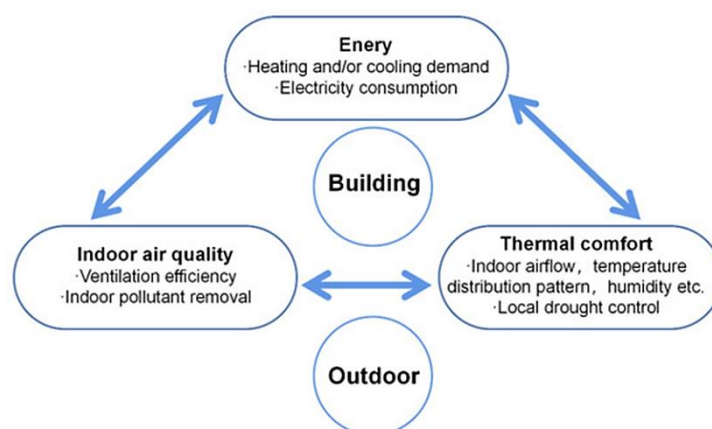 Enery
·Heating and/or cooling demand
·Electricity consumption
Building
Indoor air quality
·Ventilation efficiency
·Indoor pollutant removal
Thermal comfort
·Indoor airflow, temperature
distribution pattern, humidity etc.
·Local drought control
Outdoor